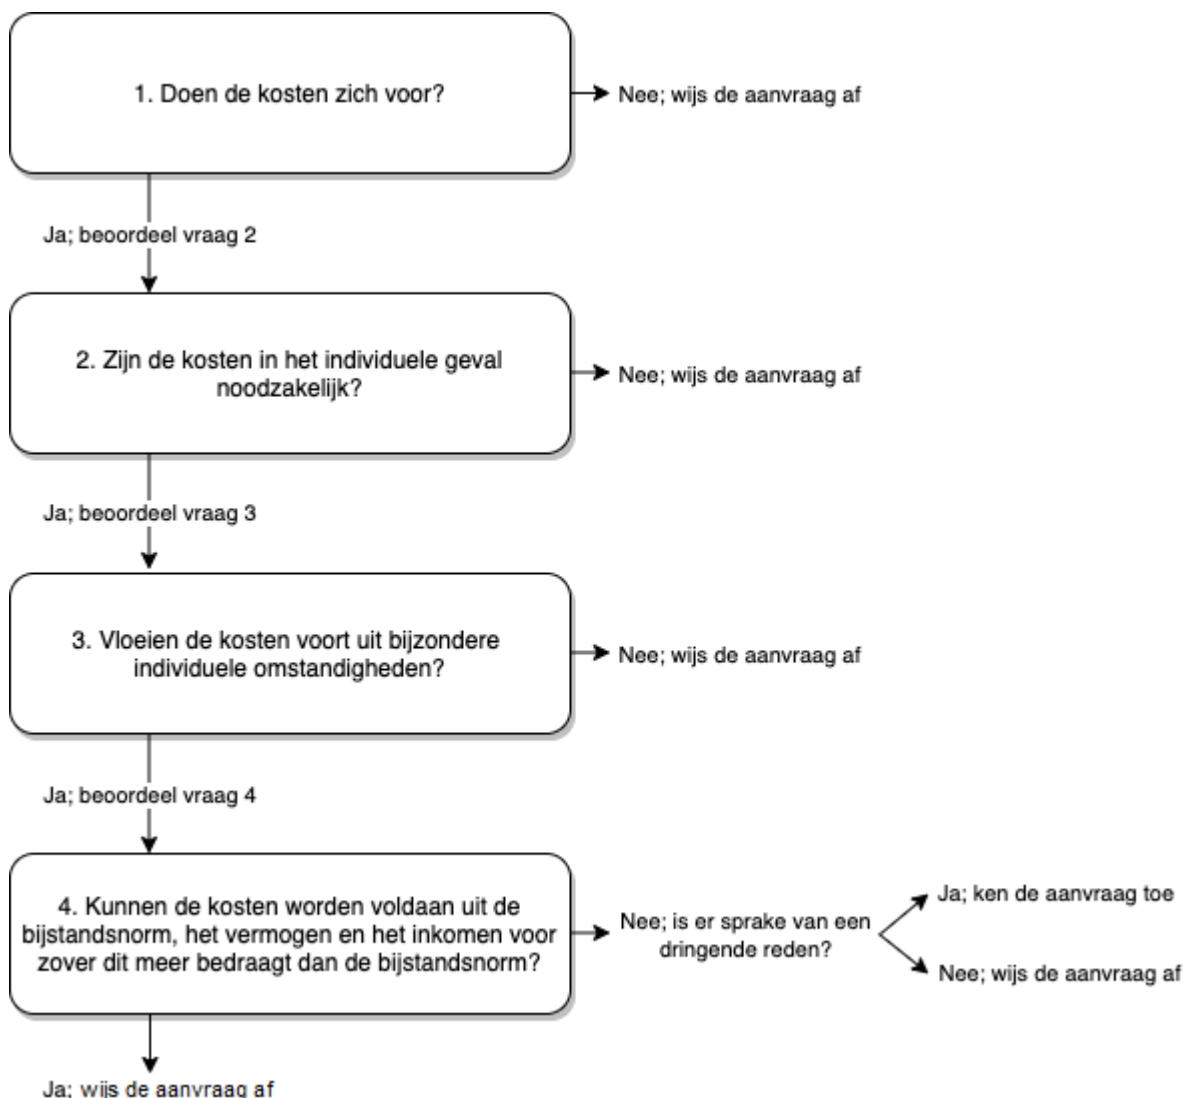 1. Doen de kosten zich voor?
Nee; wijs de aanvraag af
Ja; beoordeel vraag 2
2. Zijn de kosten in het individuele geval
noodzakelijk?
Nee; wijs de aanvraag af
Ja; beoordeel vraag 3
3. Vloeien de kosten voort uit bijzondere
individuele omstandigheden?
Nee; wijs de aanvraag af
Ja; beoordeel vraag 4
4. Kunnen de kosten worden voldaan uit de
bijstandsnorm, het vermogen en het inkomen voor
zover dit meer bedraagt dan de bijstandsnorm?
Nee; is er sprake van een
dringende reden?
Ja; ken de aanvraag toe
Nee; wijs de aanvraag af
Ja; wijs de aanvraag af